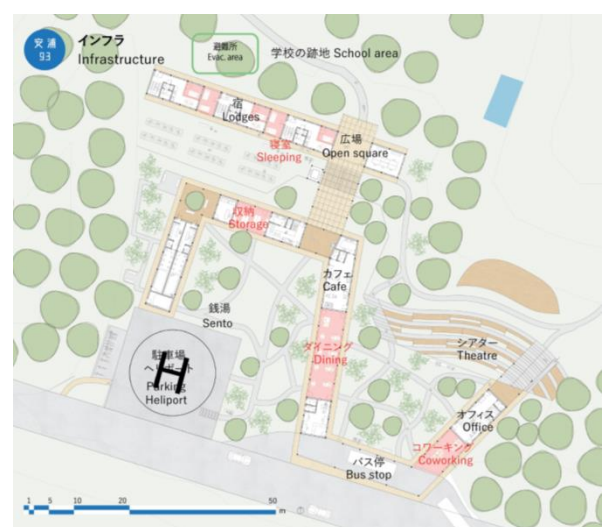 安浦
93
インフラ
Infrastructure
避難所
Evac. area
学校の跡地 School area
宿
Lodges
寝室
Sleeping
広場
Open square
収納
Storage
カフェ
Cafe
銭湯
Sento
ダイニング
Dining
シアター
Theatre
駐車場
ヘリポート
H
Parking
Heliport
オフィス
Office
コワーキング
Coworking
バス停
Bus stop
1 5 10 20 50
m